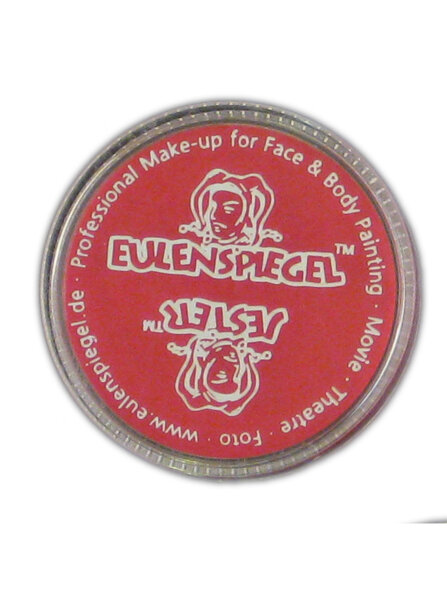 Professional Make-up for Face & Body Painting · Movie · Theatre · Foto · www.eulenspiegel.de ·
EULENSPIEGEL™
JESTER™